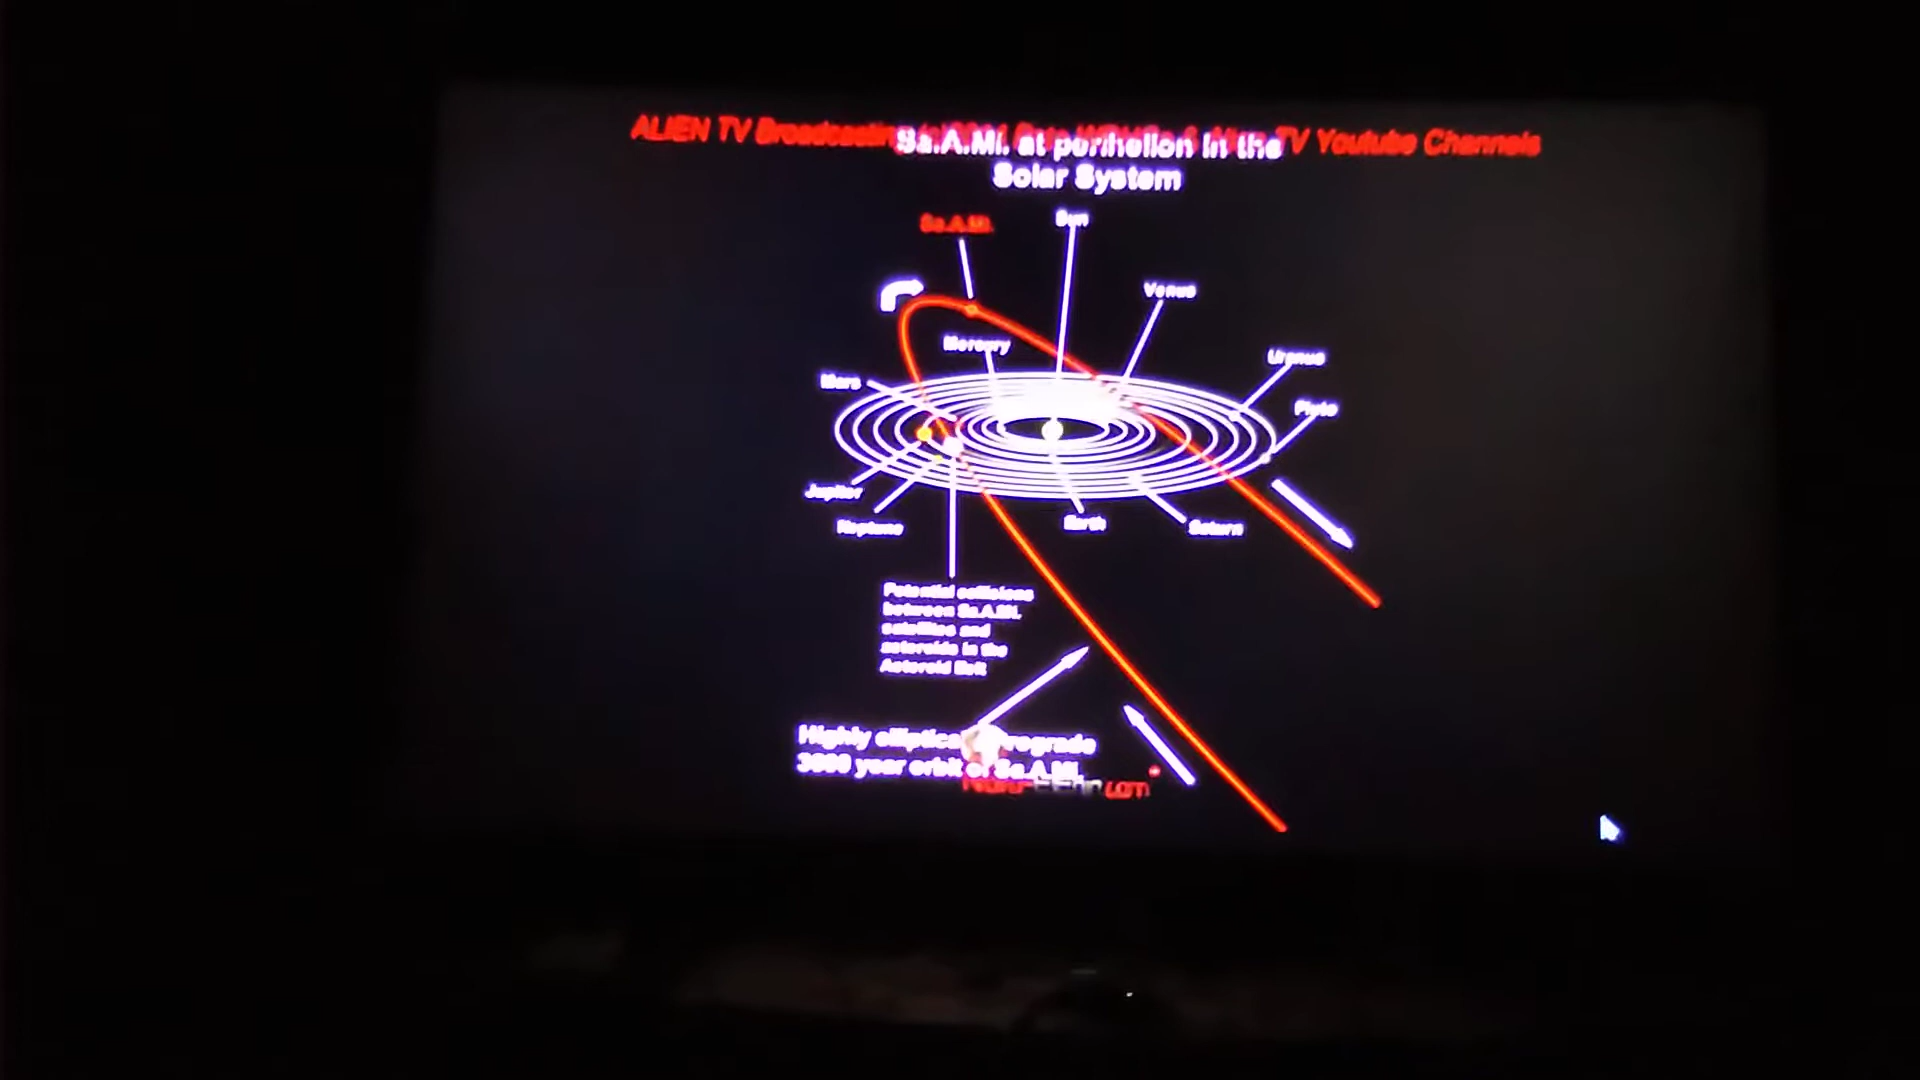 ALIEN TV Broadcasting TV Youtube Channels
Sa.A.Mi. at perihelion in the
Solar System
Sa.A.Mi.
Sun
Venus
Mercury
Uranus
Mars
Pluto
Jupiter
Neptune
Earth
Saturn
Potential collisions
between Sa.A.Mi.
satellites and
asteroids in the
Asteroid Belt
Highly
3600 year orbit of Sa.A.Mi.
.com